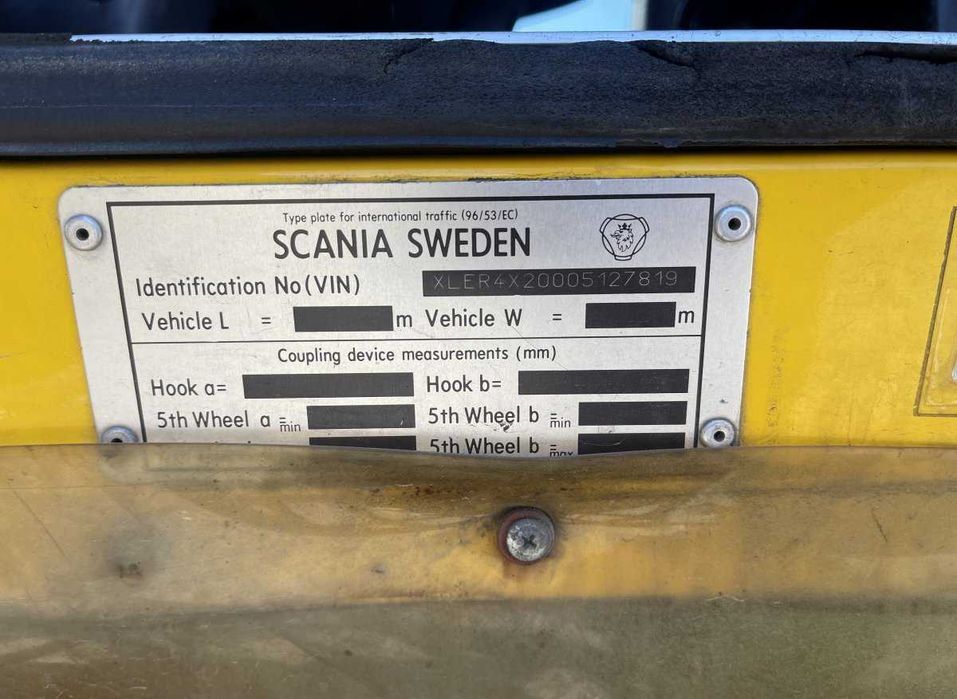 Type plate for international traffic (96/53/EC)
SCANIA SWEDEN
Identification No (VIN) XLER4X20005127819
Vehicle L = m Vehicle W = m
Coupling device measurements (mm)
Hook a= Hook b=
5th Wheel a = min 5th Wheel b = min
5th Wheel b = max